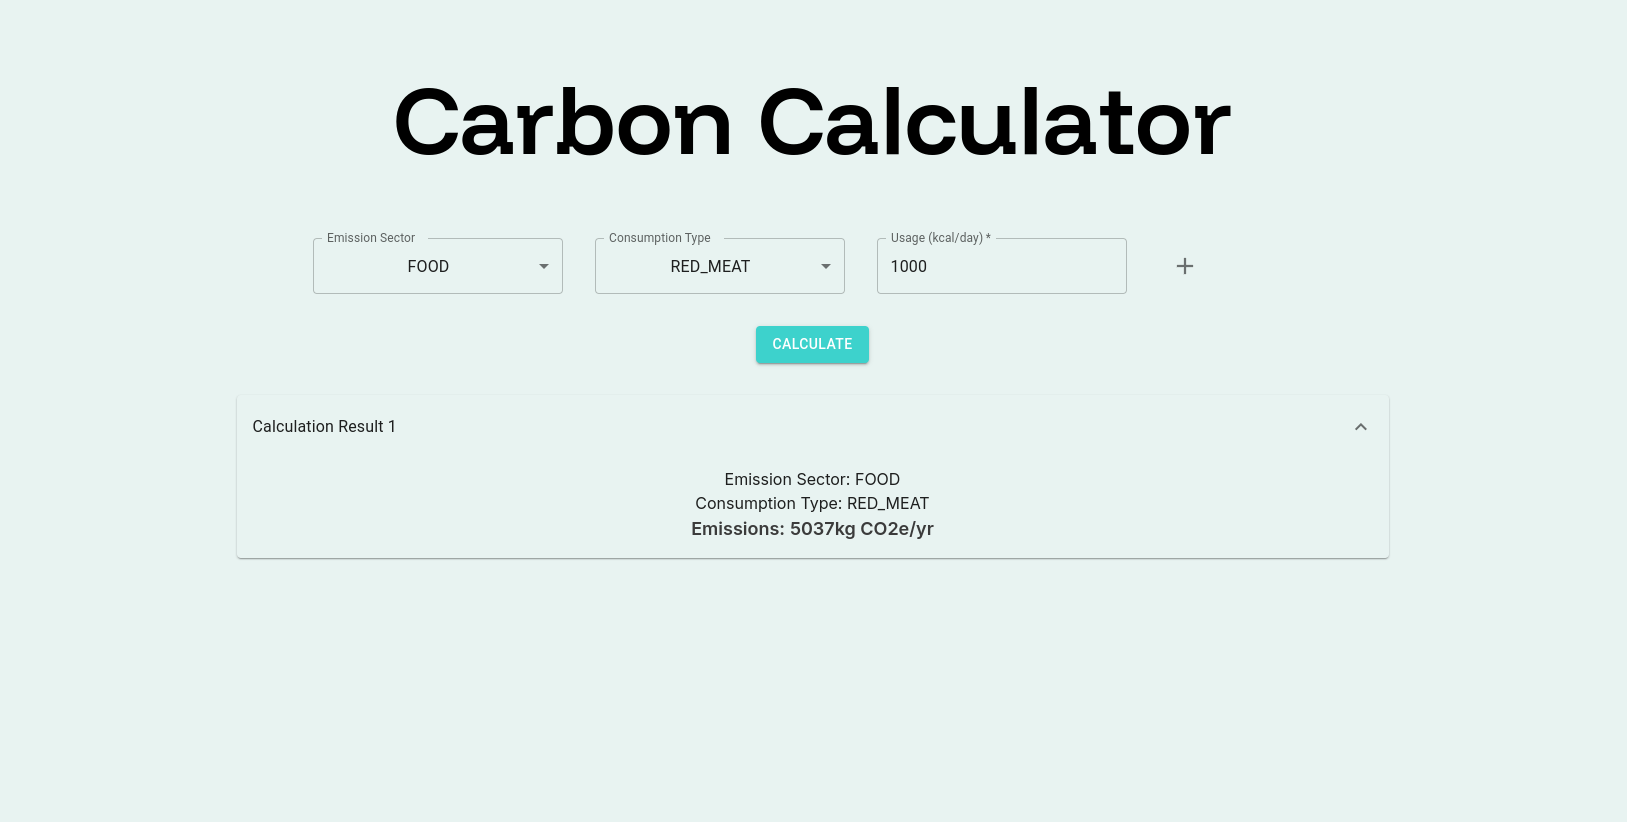 Carbon Calculator
Emission Sector
FOOD
Consumption Type
RED_MEAT
Usage (kcal/day) *
1000
CALCULATE
Calculation Result 1
Emission Sector: FOOD
Consumption Type: RED_MEAT
Emissions: 5037kg CO2e/yr